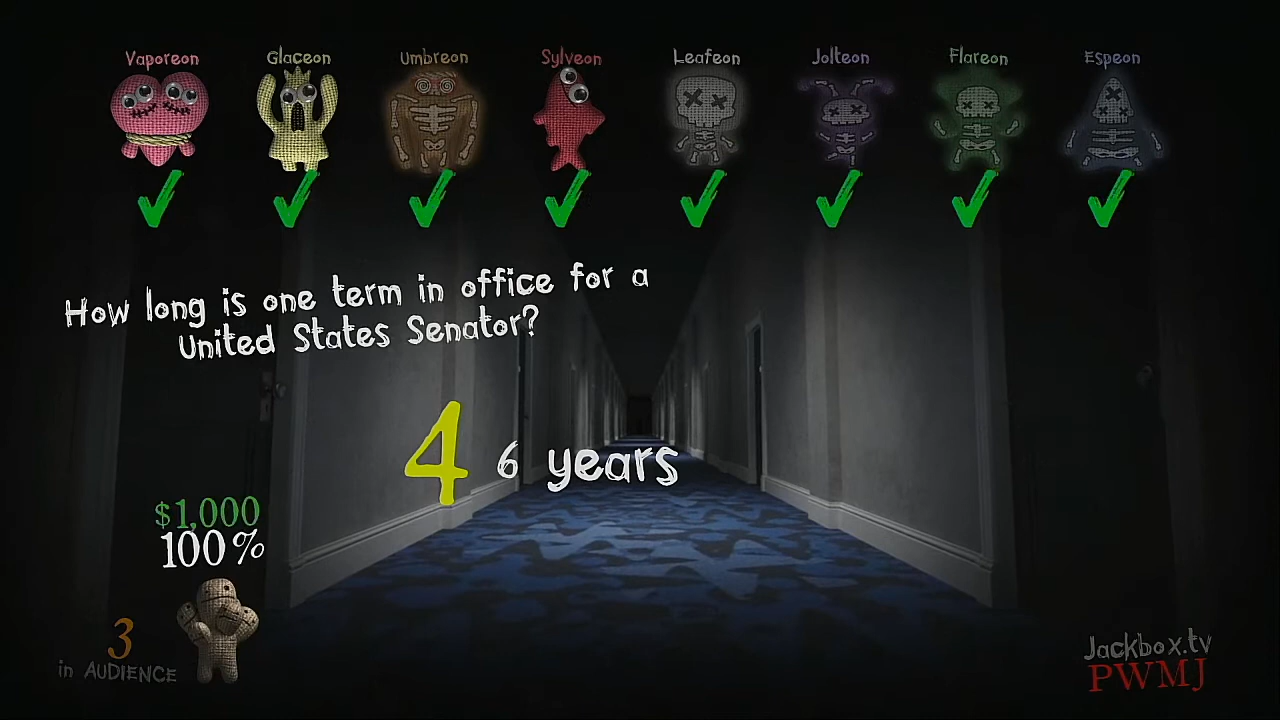 Vaporeon Glaceon Umbreon Sylveon Leafeon Jolteon Flareon Espeon
How long is one term in office for a
United States Senator?
4 6 years
$1,000
100%
3
in AUDIENCE
Jackbox.tv
PWMJ